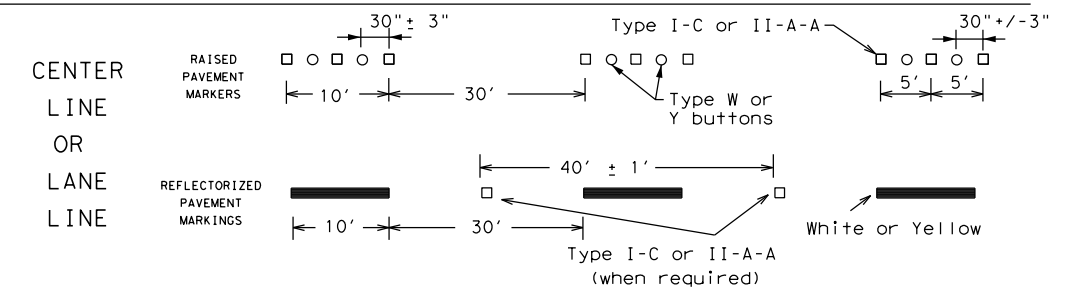 CENTER
LINE
OR
LANE
LINE
RAISED
PAVEMENT
MARKERS
30"± 3"
Type I-C or II-A-A
30"+/-3"
10'
30'
Type W or
Y buttons
5'
5'
REFLECTORIZED
PAVEMENT
MARKINGS
40' ± 1'
10'
30'
Type I-C or II-A-A
(when required)
White or Yellow